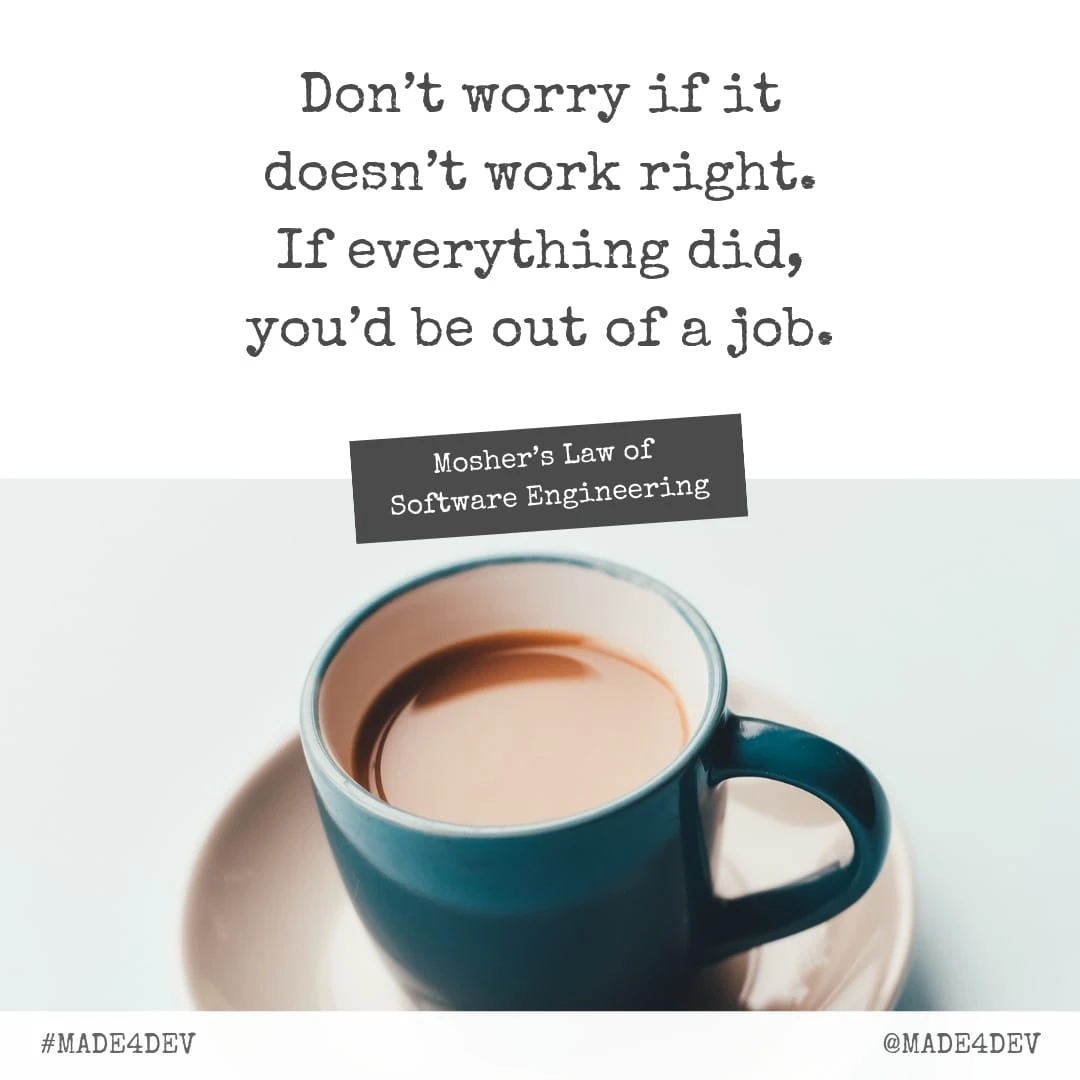 Don’t worry if it
doesn’t work right.
If everything did,
you’d be out of a job.
Mosher’s Law of
Software Engineering
#MADE4DEV
@MADE4DEV